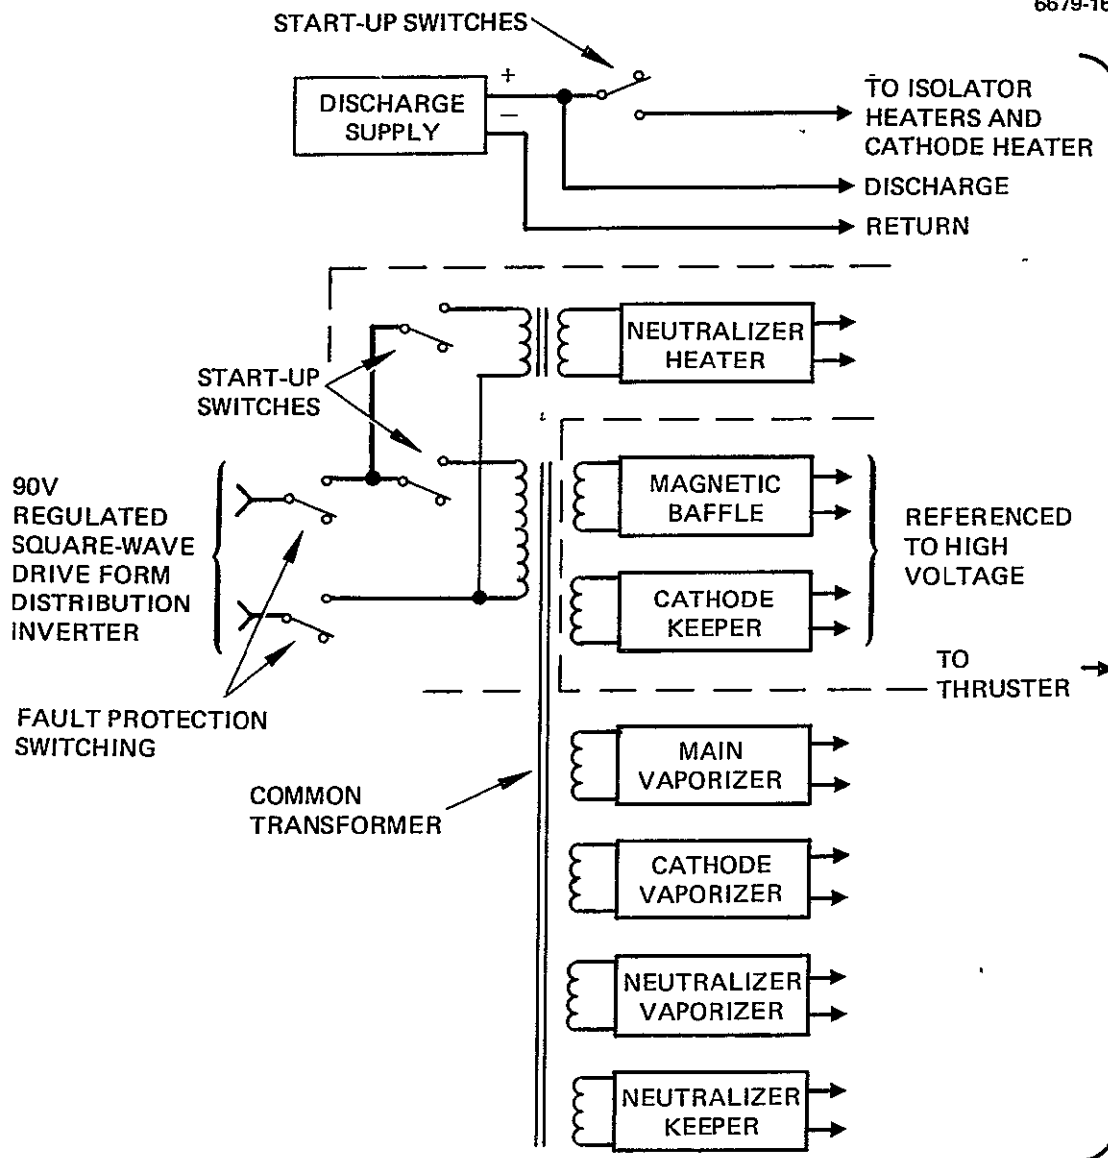 6679-16
START-UP SWITCHES
DISCHARGE
SUPPLY
+
−
TO ISOLATOR
HEATERS AND
CATHODE HEATER
DISCHARGE
RETURN
NEUTRALIZER
HEATER
START-UP
SWITCHES
90V
REGULATED
SQUARE-WAVE
DRIVE FORM
DISTRIBUTION
INVERTER
MAGNETIC
BAFFLE
REFERENCED
TO HIGH
VOLTAGE
CATHODE
KEEPER
TO
THRUSTER
FAULT PROTECTION
SWITCHING
MAIN
VAPORIZER
COMMON
TRANSFORMER
CATHODE
VAPORIZER
NEUTRALIZER
VAPORIZER
NEUTRALIZER
KEEPER